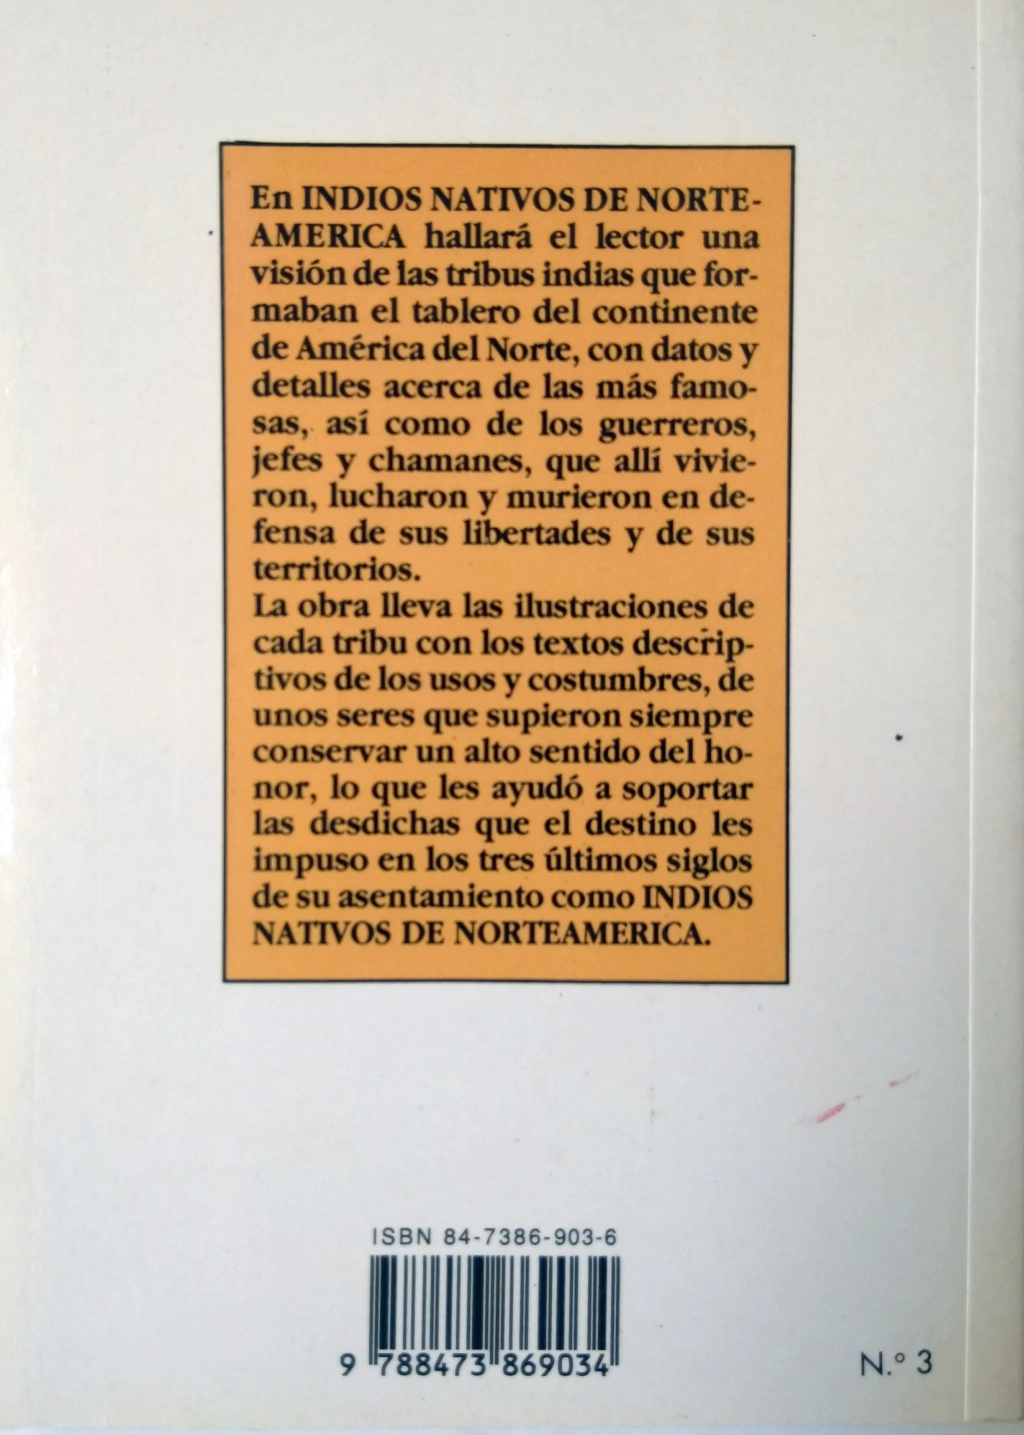 En INDIOS NATIVOS DE NORTE-
AMERICA hallará el lector una
visión de las tribus indias que for-
maban el tablero del continente
de América del Norte, con datos y
detalles acerca de las más famo-
sas, así como de los guerreros,
jefes y chamanes, que allí vivie-
ron, lucharon y murieron en de-
fensa de sus libertades y de sus
territorios.
La obra lleva las ilustraciones de
cada tribu con los textos descrip-
tivos de los usos y costumbres, de
unos seres que supieron siempre
conservar un alto sentido del ho-
nor, lo que les ayudó a soportar
las desdichas que el destino les
impuso en los tres últimos siglos
de su asentamiento como INDIOS
NATIVOS DE NORTEAMERICA.
ISBN 84-7386-903-6
9 788473 869034
N.º 3